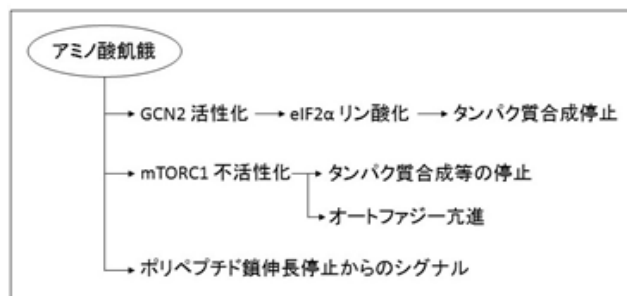 アミノ酸飢餓
GCN2 活性化 eIF2α リン酸化 タンパク質合成停止
mTORC1 不活性化 タンパク質合成等の停止
オートファジー亢進
ポリペプチド鎖伸長停止からのシグナル